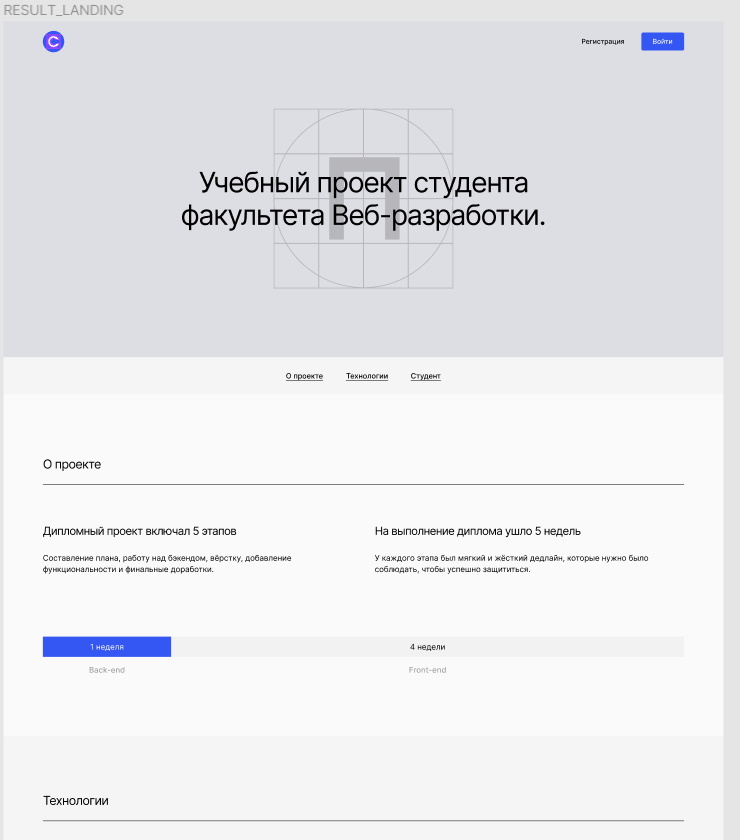 RESULT_LANDING
C
Регистрация
Войти
П
Учебный проект студента
факультета Веб-разработки.
О проекте
Технологии
Студент
О проекте
Дипломный проект включал 5 этапов
Составление плана, работу над бэкендом, вёрстку, добавление
функциональности и финальные доработки.
На выполнение диплома ушло 5 недель
У каждого этапа был мягкий и жёсткий дедлайн, которые нужно было
соблюдать, чтобы успешно защититься.
1 неделя
4 недели
Back-end
Front-end
Технологии